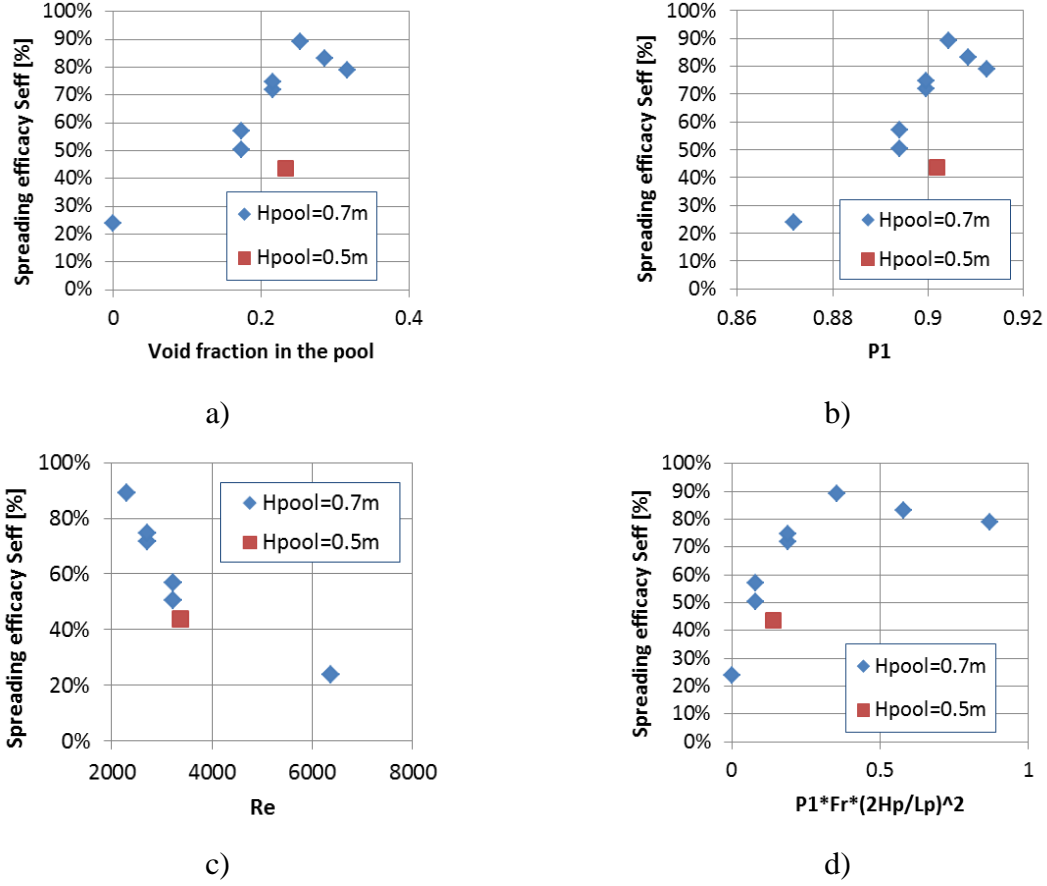 Spreading efficacy Seff [%]
100%
90%
80%
70%
60%
50%
40%
30%
20%
10%
0%
Hpool=0.7m
Hpool=0.5m
0
0.2
0.4
Void fraction in the pool
a)
Spreading efficacy Seff [%]
100%
90%
80%
70%
60%
50%
40%
30%
20%
10%
0%
Hpool=0.7m
Hpool=0.5m
0.86
0.88
0.9
0.92
P1
b)
Spreading efficacy Seff [%]
100%
80%
60%
40%
20%
0%
Hpool=0.7m
Hpool=0.5m
2000
4000
6000
8000
Re
c)
Spreading efficacy Seff [%]
100%
90%
80%
70%
60%
50%
40%
30%
20%
10%
0%
Hpool=0.7m
Hpool=0.5m
0
0.5
1
P1*Fr*(2Hp/Lp)^2
d)